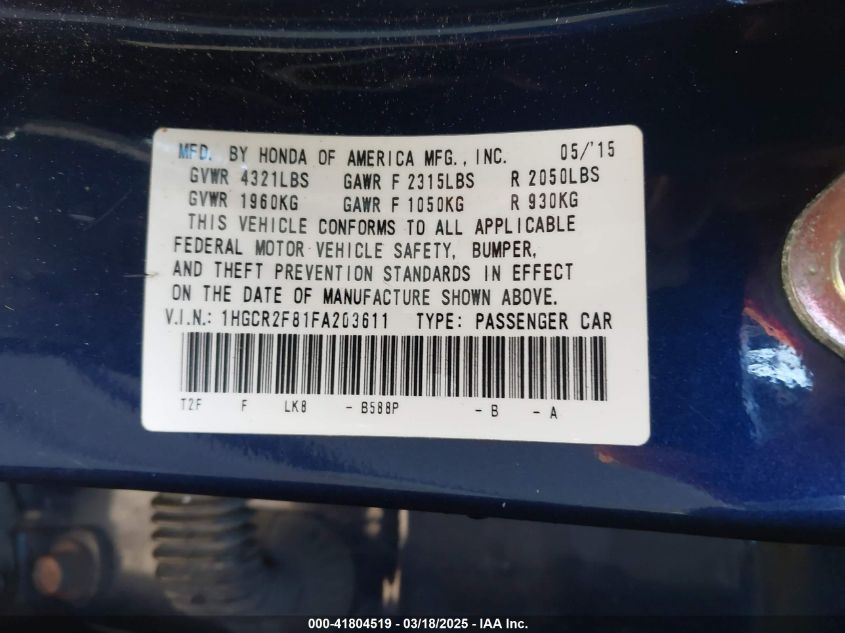 MFD. BY HONDA OF AMERICA MFG., INC. 05/'15
GVWR 4321LBS GAWR F 2315LBS R 2050LBS
GVWR 1960KG GAWR F 1050KG R 930KG
THIS VEHICLE CONFORMS TO ALL APPLICABLE
FEDERAL MOTOR VEHICLE SAFETY, BUMPER,
AND THEFT PREVENTION STANDARDS IN EFFECT
ON THE DATE OF MANUFACTURE SHOWN ABOVE.
V.I.N.: 1HGCR2F81FA203611 TYPE: PASSENGER CAR
T2F F LK8 - B588P - B - A
000-41804519 - 03/18/2025 - IAA Inc.